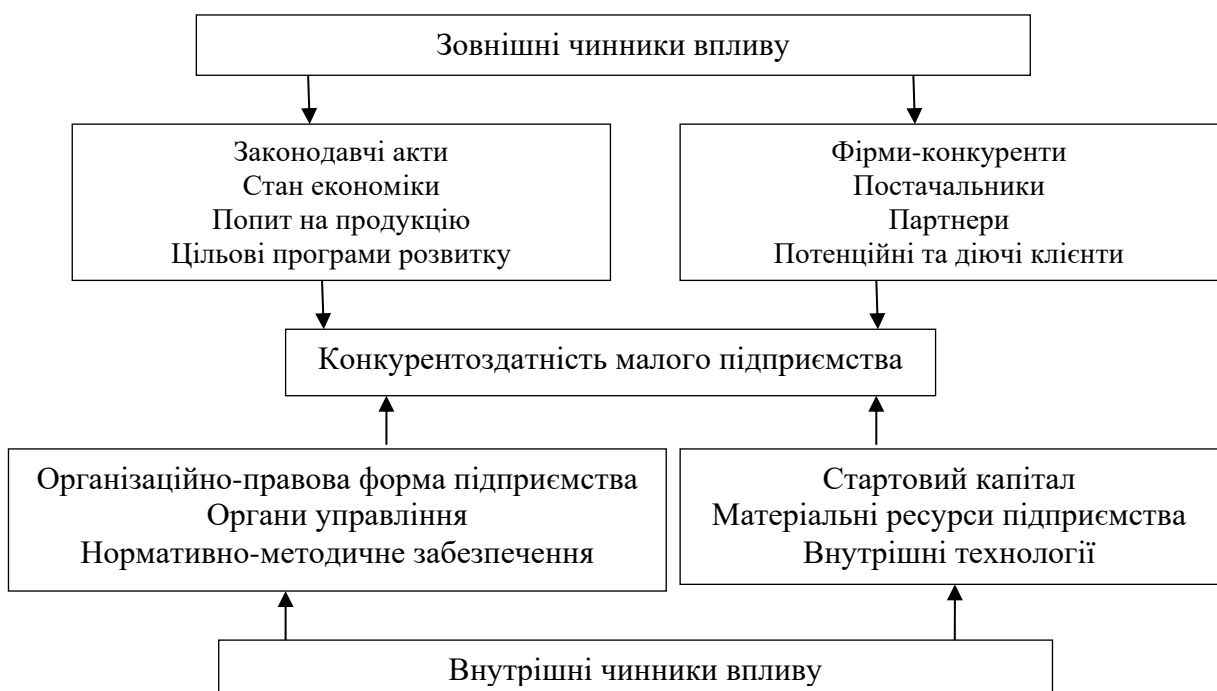 Зовнішні чинники впливу
Законодавчі акти
Стан економіки
Попит на продукцію
Цільові програми розвитку
Фірми-конкуренти
Постачальники
Партнери
Потенційні та діючі клієнти
Конкурентоздатність малого підприємства
Організаційно-правова форма підприємства
Органи управління
Нормативно-методичне забезпечення
Стартовий капітал
Матеріальні ресурси підприємства
Внутрішні технології
Внутрішні чинники впливу